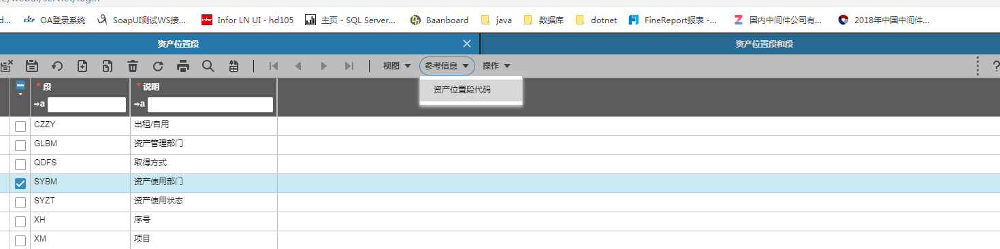 d... OA登录系统 SoapUI测试WS接... infor Infor LN UI - hd105 主页 - SQL Server... Baanboard java 数据库 dotnet FineReport报表 -... 国内中间件公司有... 2018年中国中间件...
资产位置段 资产位置段和段
视图 参考信息 操作 ?
资产位置段代码
* 段 * 说明
→a →a
CZZY 出租/自用
GLBM 资产管理部门
QDFS 取得方式
SYBM 资产使用部门
SYZT 资产使用状态
XH 序号
XM 项目